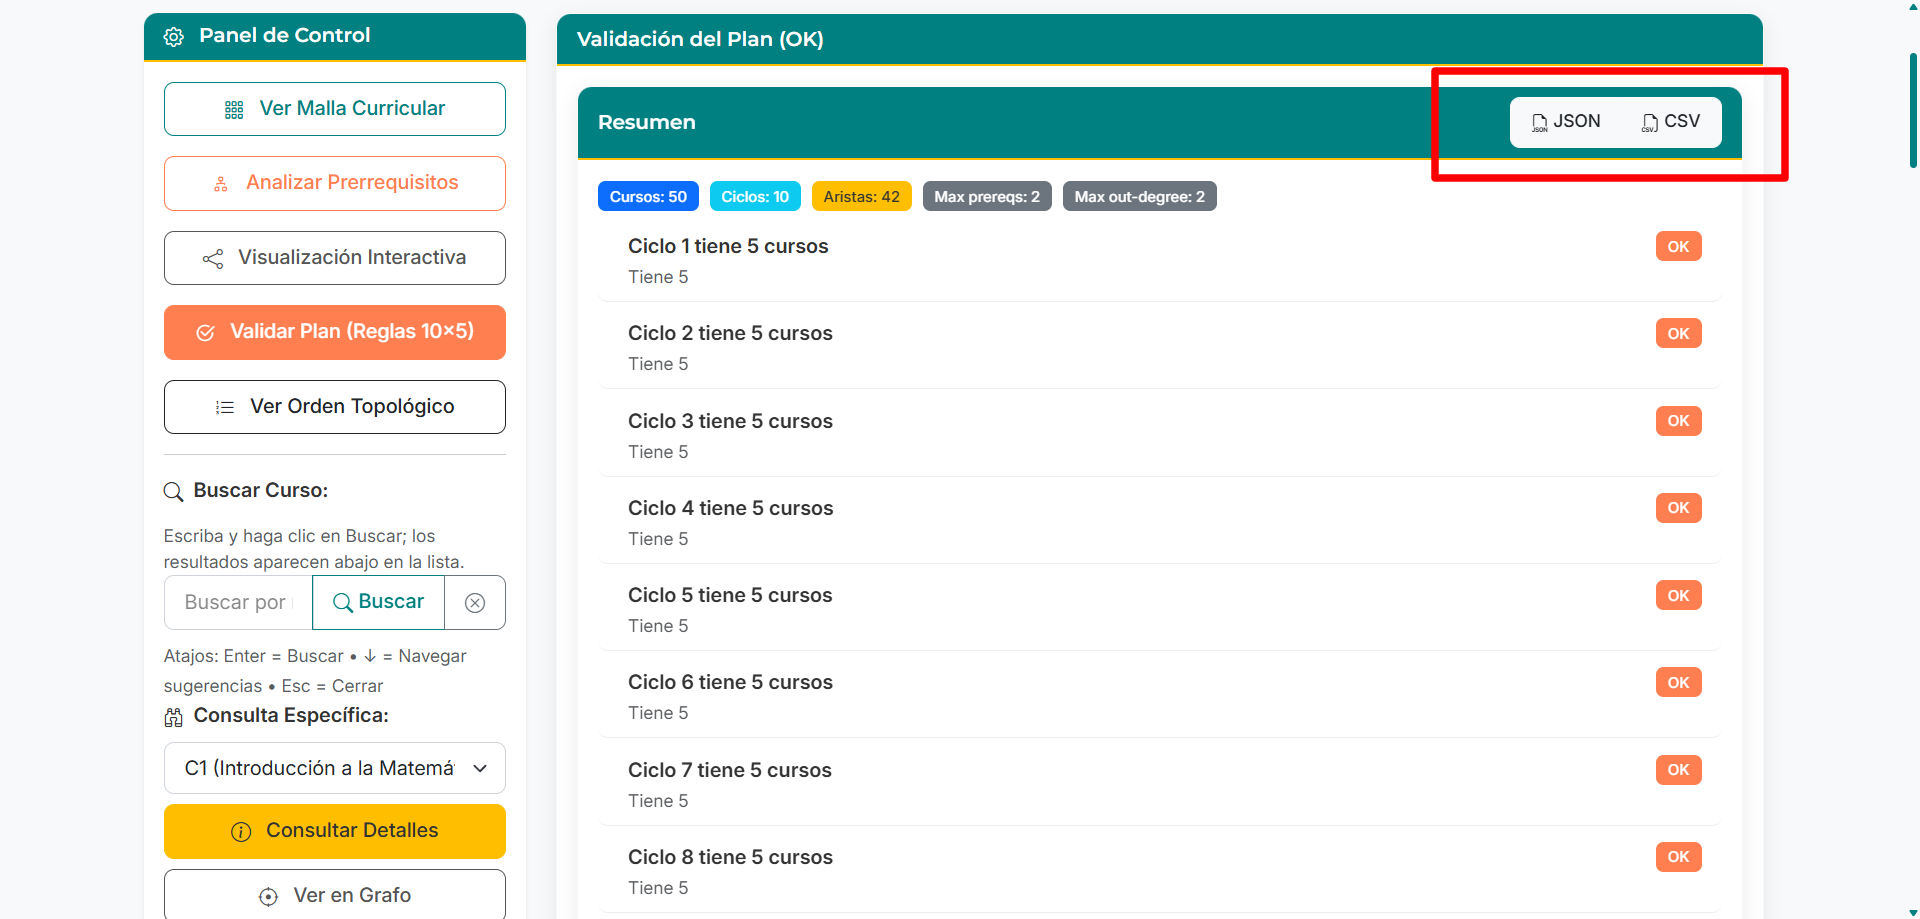 Panel de Control
Ver Malla Curricular
Analizar Prerrequisitos
Visualización Interactiva
Validar Plan (Reglas 10×5)
Ver Orden Topológico
Buscar Curso:
Escriba y haga clic en Buscar; los
resultados aparecen abajo en la lista.
Buscar por
Buscar
Atajos: Enter = Buscar • ↓ = Navegar
sugerencias • Esc = Cerrar
Consulta Específica:
C1 (Introducción a la Matemá
Consultar Detalles
Ver en Grafo
Validación del Plan (OK)
Resumen
JSON
CSV
Cursos: 50
Ciclos: 10
Aristas: 42
Max prereqs: 2
Max out-degree: 2
Ciclo 1 tiene 5 cursos
OK
Tiene 5
Ciclo 2 tiene 5 cursos
OK
Tiene 5
Ciclo 3 tiene 5 cursos
OK
Tiene 5
Ciclo 4 tiene 5 cursos
OK
Tiene 5
Ciclo 5 tiene 5 cursos
OK
Tiene 5
Ciclo 6 tiene 5 cursos
OK
Tiene 5
Ciclo 7 tiene 5 cursos
OK
Tiene 5
Ciclo 8 tiene 5 cursos
OK
Tiene 5